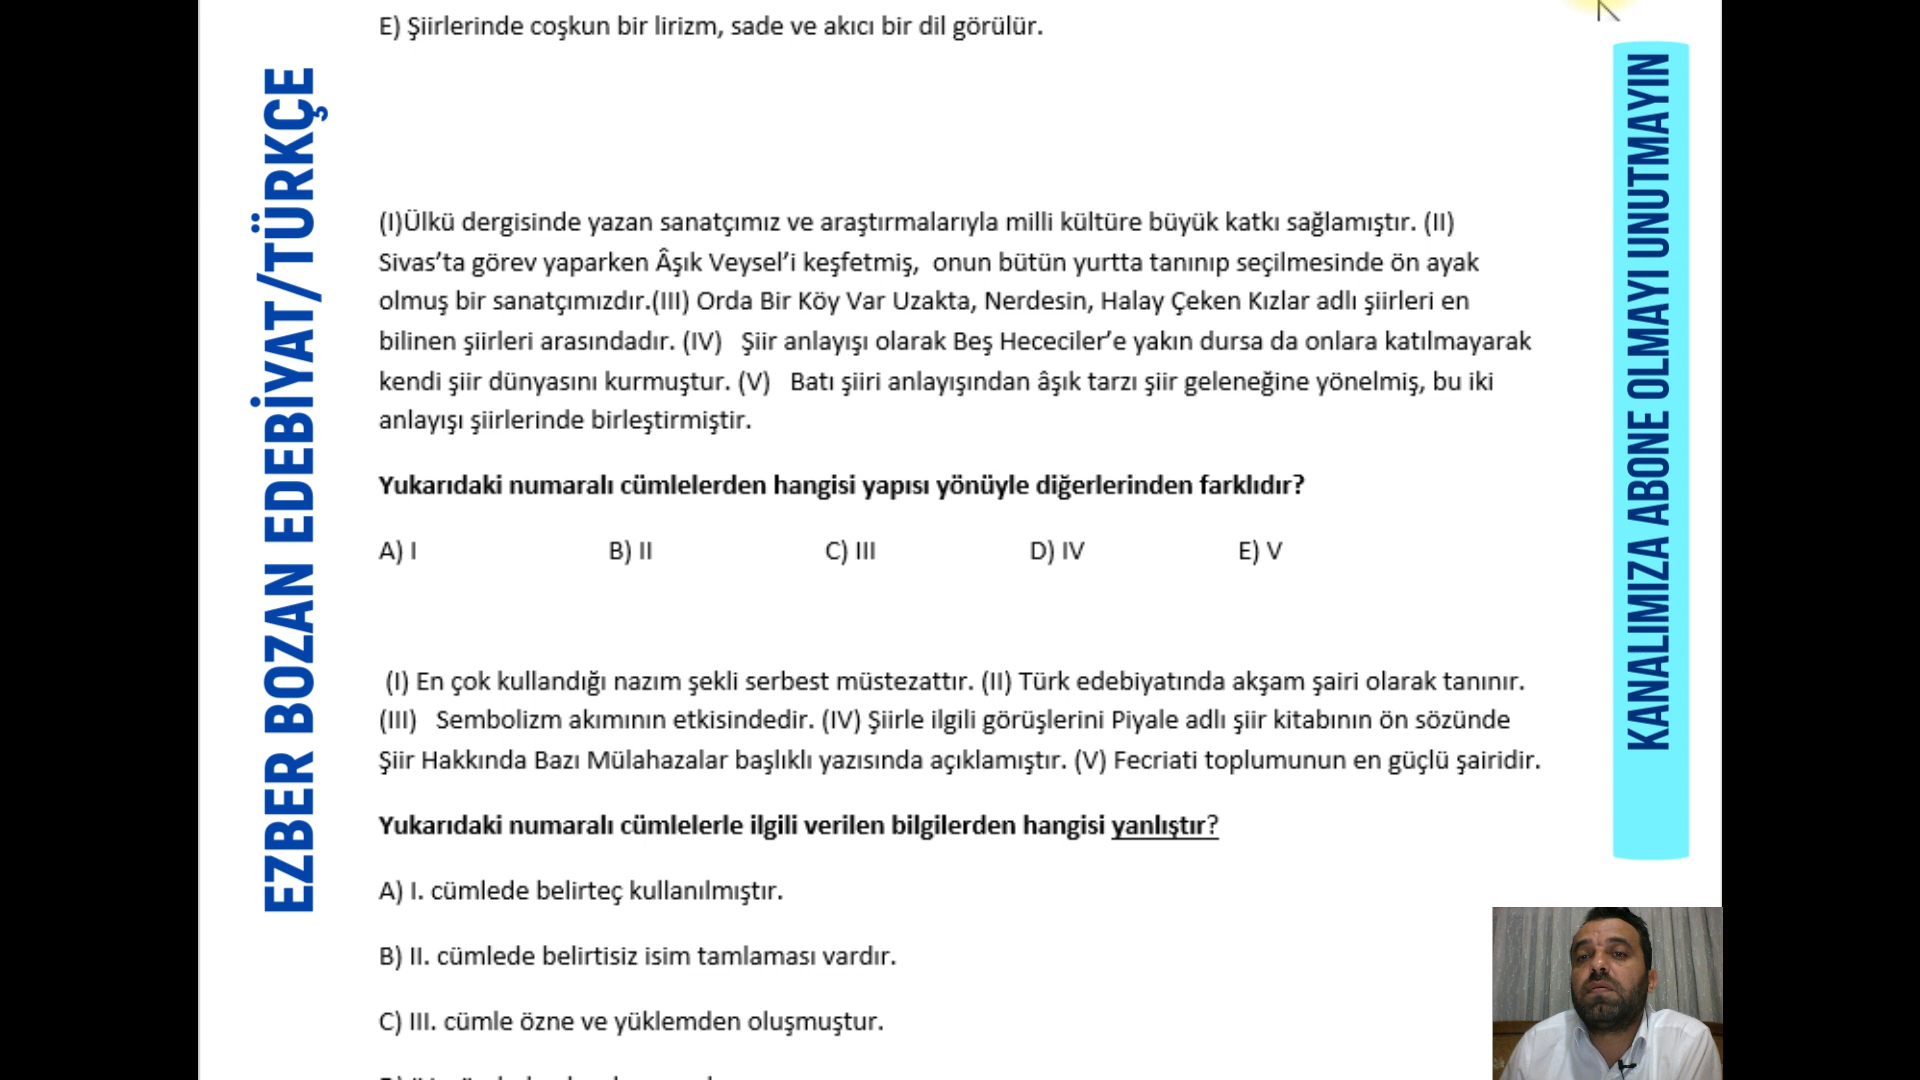 E) Şiirlerinde coşkun bir lirizm, sade ve akıcı bir dil görülür.
EZBER BOZAN EDEBİYAT/TÜRKÇE
KANALIMIZA ABONE OLMAYI UNUTMAYIN
(I)Ülkü dergisinde yazan sanatçımız ve araştırmalarıyla milli kültüre büyük katkı sağlamıştır. (II)
Sivas’ta görev yaparken Âşık Veysel’i keşfetmiş,  onun bütün yurtta tanınıp seçilmesinde ön ayak
olmuş bir sanatçımızdır.(III) Orda Bir Köy Var Uzakta, Nerdesin, Halay Çeken Kızlar adlı şiirleri en
bilinen şiirleri arasındadır. (IV)   Şiir anlayışı olarak Beş Hececiler’e yakın dursa da onlara katılmayarak
kendi şiir dünyasını kurmuştur. (V)   Batı şiiri anlayışından âşık tarzı şiir geleneğine yönelmiş, bu iki
anlayışı şiirlerinde birleştirmiştir.
Yukarıdaki numaralı cümlelerden hangisi yapısı yönüyle diğerlerinden farklıdır?
A) I B) II C) III D) IV E) V
(I) En çok kullandığı nazım şekli serbest müstezattır. (II) Türk edebiyatında akşam şairi olarak tanınır.
(III)   Sembolizm akımının etkisindedir. (IV) Şiirle ilgili görüşlerini Piyale adlı şiir kitabının ön sözünde
Şiir Hakkında Bazı Mülahazalar başlıklı yazısında açıklamıştır. (V) Fecriati toplumunun en güçlü şairidir.
Yukarıdaki numaralı cümlelerle ilgili verilen bilgilerden hangisi yanlıştır?
A) I. cümlede belirteç kullanılmıştır.
B) II. cümlede belirtisiz isim tamlaması vardır.
C) III. cümle özne ve yüklemden oluşmuştur.